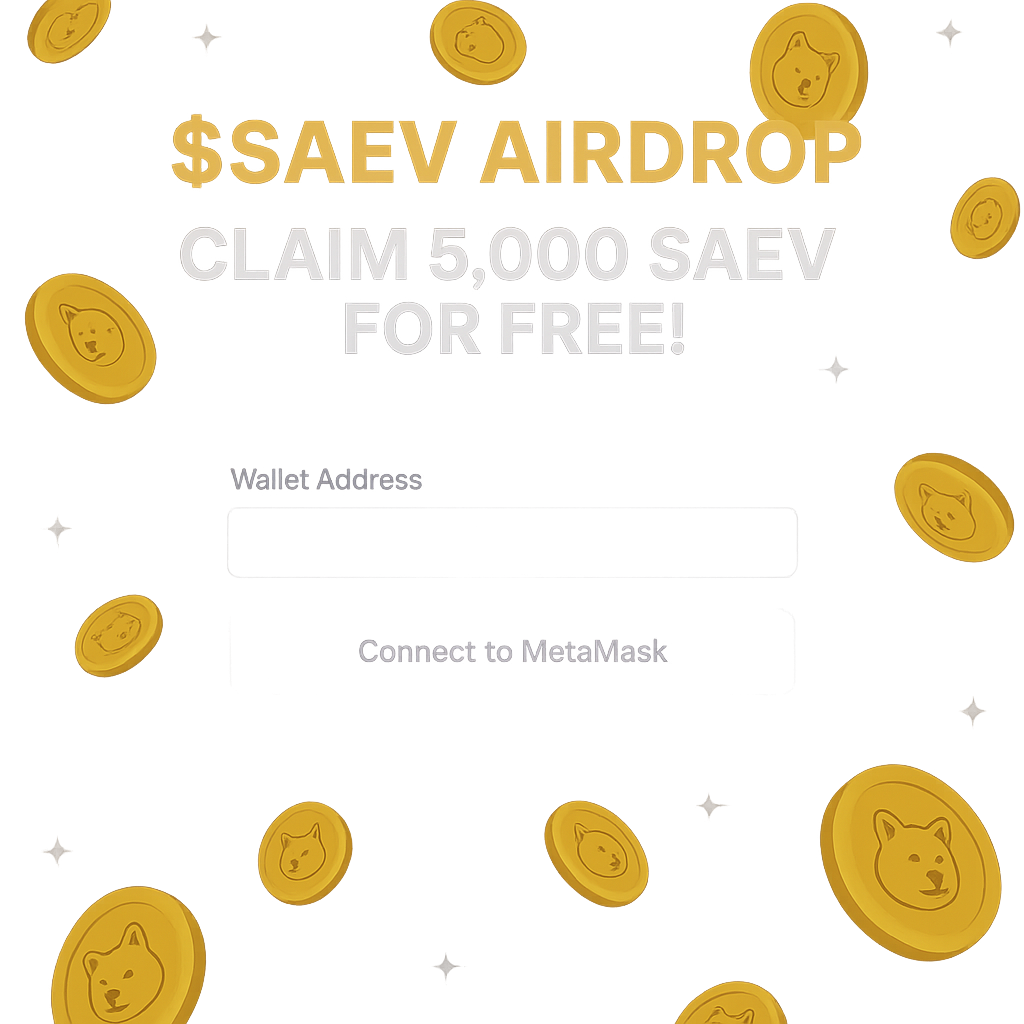 $SAEV AIRDROP
CLAIM 5,000 SAEV
FOR FREE!
Wallet Address
Connect to MetaMask